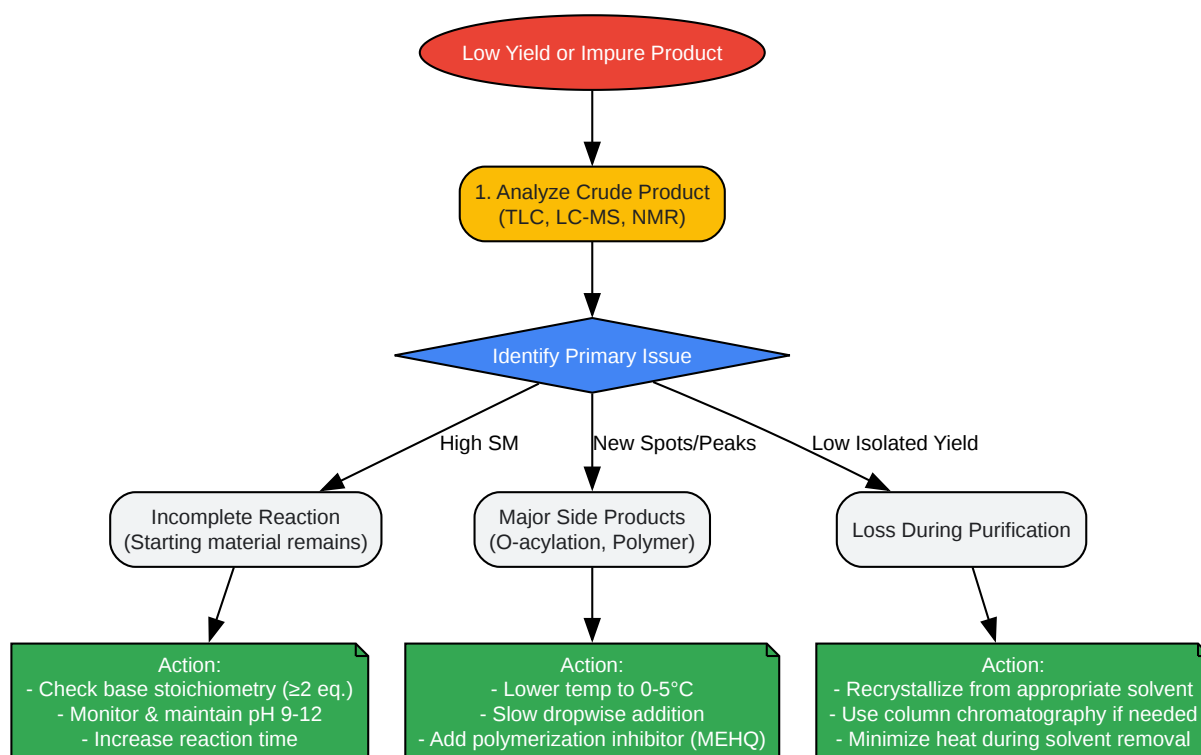 Low Yield or Impure Product
1. Analyze Crude Product
(TLC, LC-MS, NMR)
Identify Primary Issue
High SM
New Spots/Peaks
Low Isolated Yield
Incomplete Reaction
(Starting material remains)
Major Side Products
(O-acylation, Polymer)
Loss During Purification
Action:
- Check base stoichiometry (≥2 eq.)
- Monitor & maintain pH 9-12
- Increase reaction time
Action:
- Lower temp to 0-5°C
- Slow dropwise addition
- Add polymerization inhibitor (MEHQ)
Action:
- Recrystallize from appropriate solvent
- Use column chromatography if needed
- Minimize heat during solvent removal